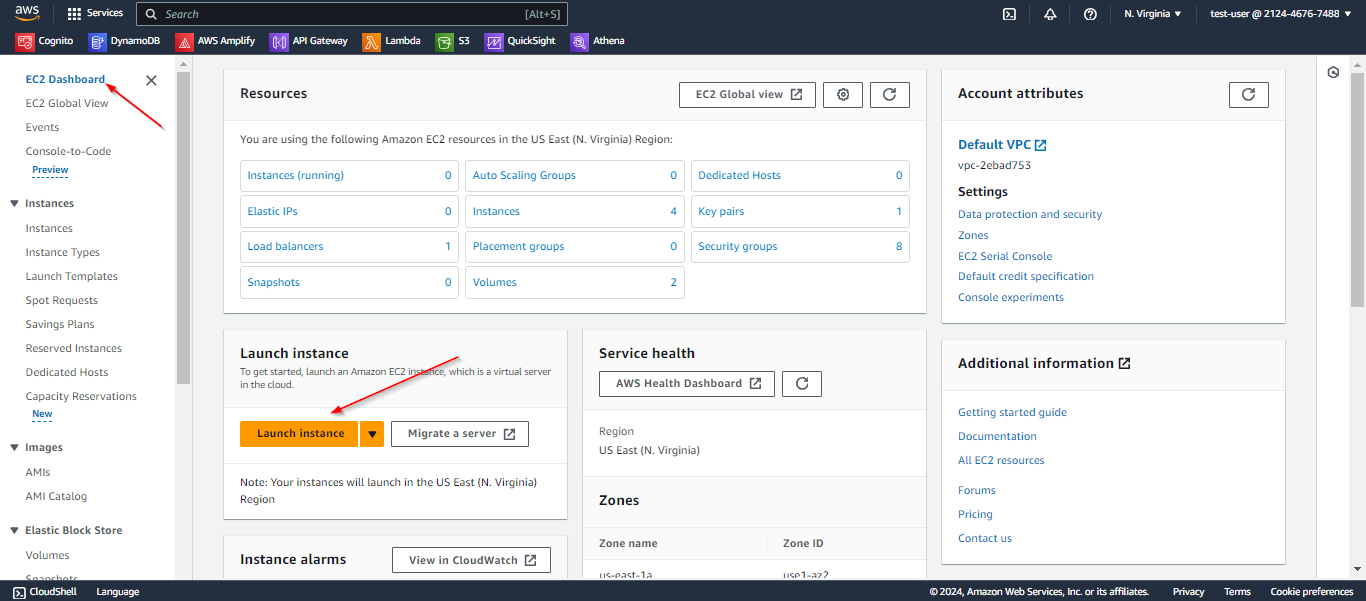 aws
Services
Search
[Alt+S]
N. Virginia
test-user @ 2124-4676-7488
Cognito
DynamoDB
AWS Amplify
API Gateway
Lambda
S3
QuickSight
Athena
EC2 Dashboard
EC2 Global View
Events
Console-to-Code
Preview
Instances
Instances
Instance Types
Launch Templates
Spot Requests
Savings Plans
Reserved Instances
Dedicated Hosts
Capacity Reservations
New
Images
AMIs
AMI Catalog
Elastic Block Store
Volumes
Snapshots
Resources
EC2 Global view
You are using the following Amazon EC2 resources in the US East (N. Virginia) Region:
Instances (running) 0
Auto Scaling Groups 0
Dedicated Hosts 0
Elastic IPs 0
Instances 4
Key pairs 1
Load balancers 1
Placement groups 0
Security groups 8
Snapshots 0
Volumes 2
Launch instance
To get started, launch an Amazon EC2 instance, which is a virtual server
in the cloud.
Launch instance
Migrate a server
Note: Your instances will launch in the US East (N. Virginia)
Region
Instance alarms
View in CloudWatch
Service health
AWS Health Dashboard
Region
US East (N. Virginia)
Zones
Zone name
Zone ID
us-east-1a
use1-az2
Account attributes
Default VPC
vpc-2ebad753
Settings
Data protection and security
Zones
EC2 Serial Console
Default credit specification
Console experiments
Additional information
Getting started guide
Documentation
All EC2 resources
Forums
Pricing
Contact us
CloudShell
Language
© 2024, Amazon Web Services, Inc. or its affiliates.
Privacy
Terms
Cookie preferences